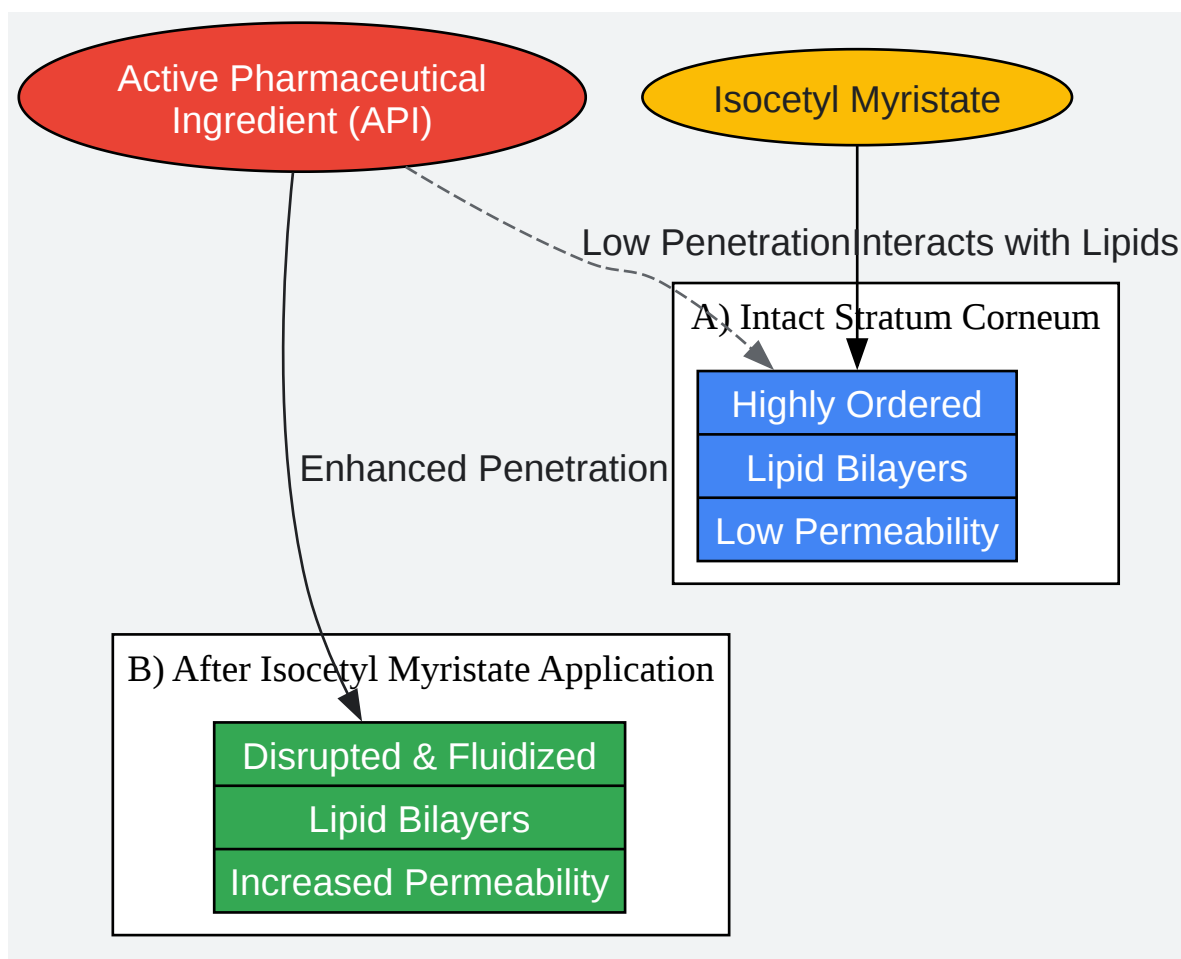 Active Pharmaceutical
Ingredient (API)
Isocetyl Myristate
Low Penetration
Interacts with Lipids
A) Intact Stratum Corneum
Highly Ordered
Lipid Bilayers
Low Permeability
Enhanced Penetration
B) After Isocetyl Myristate Application
Disrupted & Fluidized
Lipid Bilayers
Increased Permeability